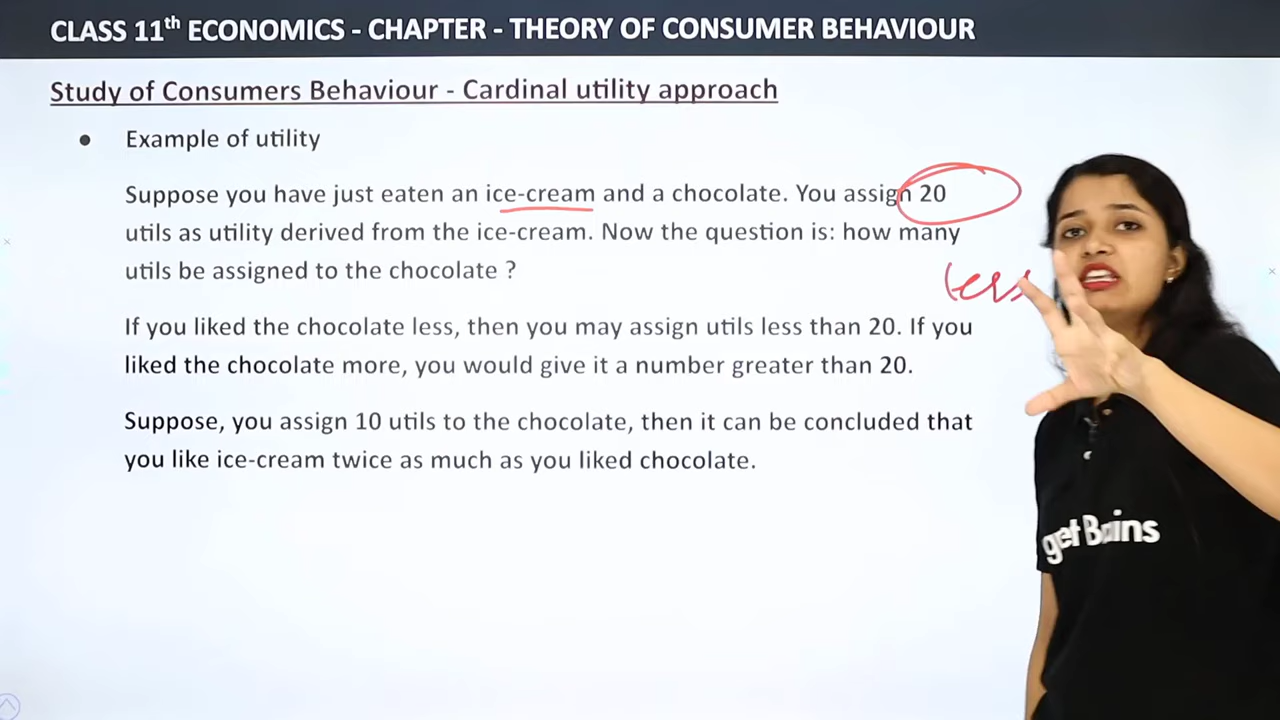 CLASS 11th ECONOMICS - CHAPTER - THEORY OF CONSUMER BEHAVIOUR
Study of Consumers Behaviour - Cardinal utility approach
● Example of utility
Suppose you have just eaten an ice-cream and a chocolate. You assign 20
utils as utility derived from the ice-cream. Now the question is: how many
utils be assigned to the chocolate ?
less
If you liked the chocolate less, then you may assign utils less than 20. If you
liked the chocolate more, you would give it a number greater than 20.
Suppose, you assign 10 utils to the chocolate, then it can be concluded that
you like ice-cream twice as much as you liked chocolate.
get Brains